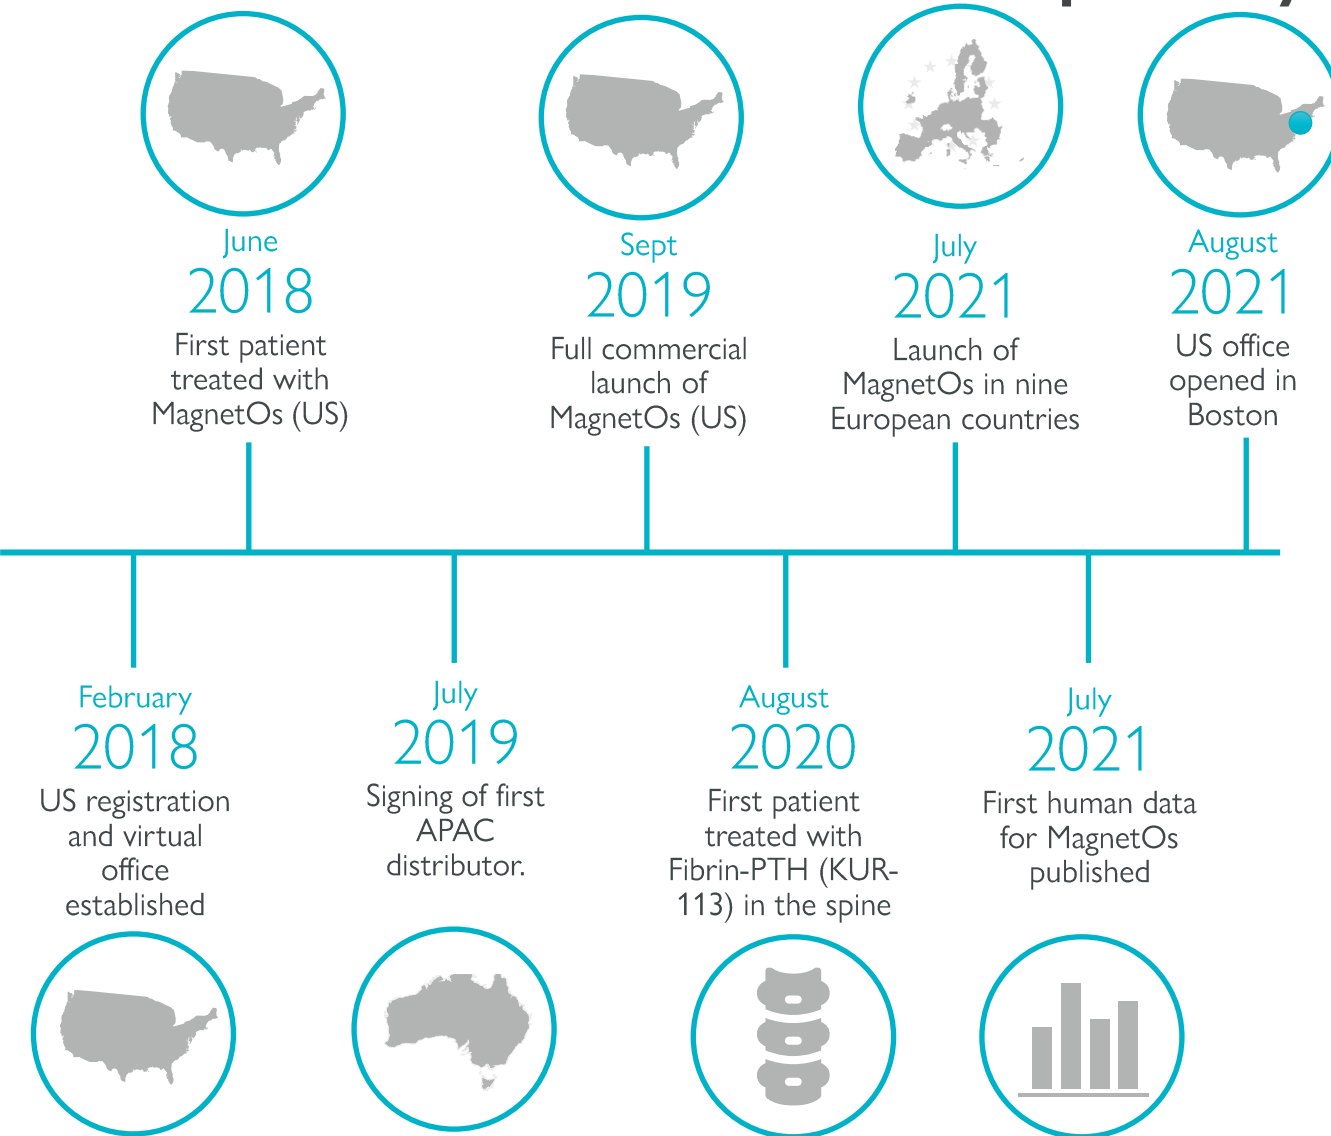 June
2018
First patient
treated with
MagnetOs (US)
Sept
2019
Full commercial
launch of
MagnetOs (US)
July
2021
Launch of
MagnetOs in nine
European countries
August
2021
US office
opened in
Boston
February
2018
US registration
and virtual
office
established
July
2019
Signing of first
APAC
distributor.
August
2020
First patient
treated with
Fibrin-PTH (KUR-
113) in the spine
July
2021
First human data
for MagnetOs
published